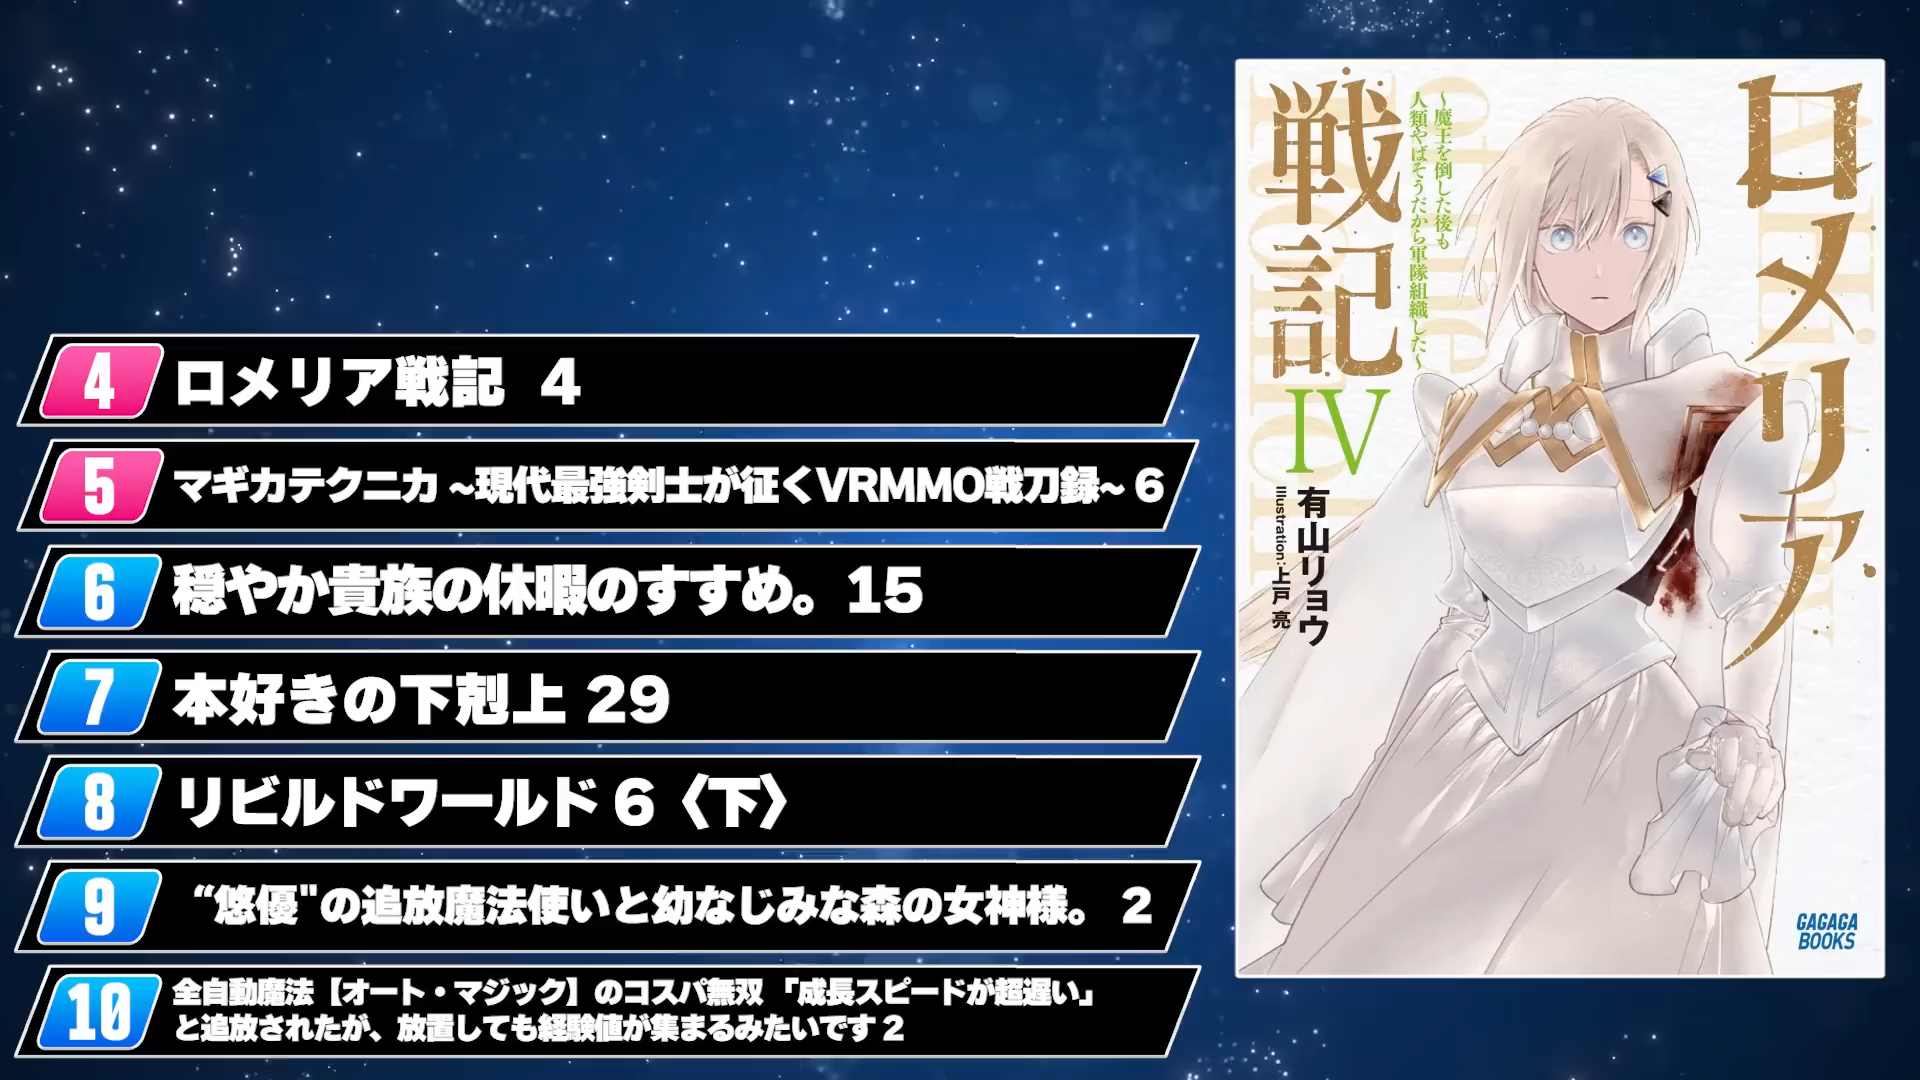 4 ロメリア戦記 4
5 マギカテクニカ ~現代最強剣士が征くVRMMO戦刀録~ 6
6 穏やか貴族の休暇のすすめ。15
7 本好きの下剋上 29
8 リビルドワールド 6〈下〉
9 “悠優"の追放魔法使いと幼なじみな森の女神様。 2
10 全自動魔法【オート・マジック】のコスパ無双 「成長スピードが超遅い」
と追放されたが、放置しても経験値が集まるみたいです 2
ロメリア
戦記
～魔王を倒した後も
人類やばそうだから軍隊組織した～
IV
有山リョウ
Illustration:上戸 亮
GAGAGA
BOOKS